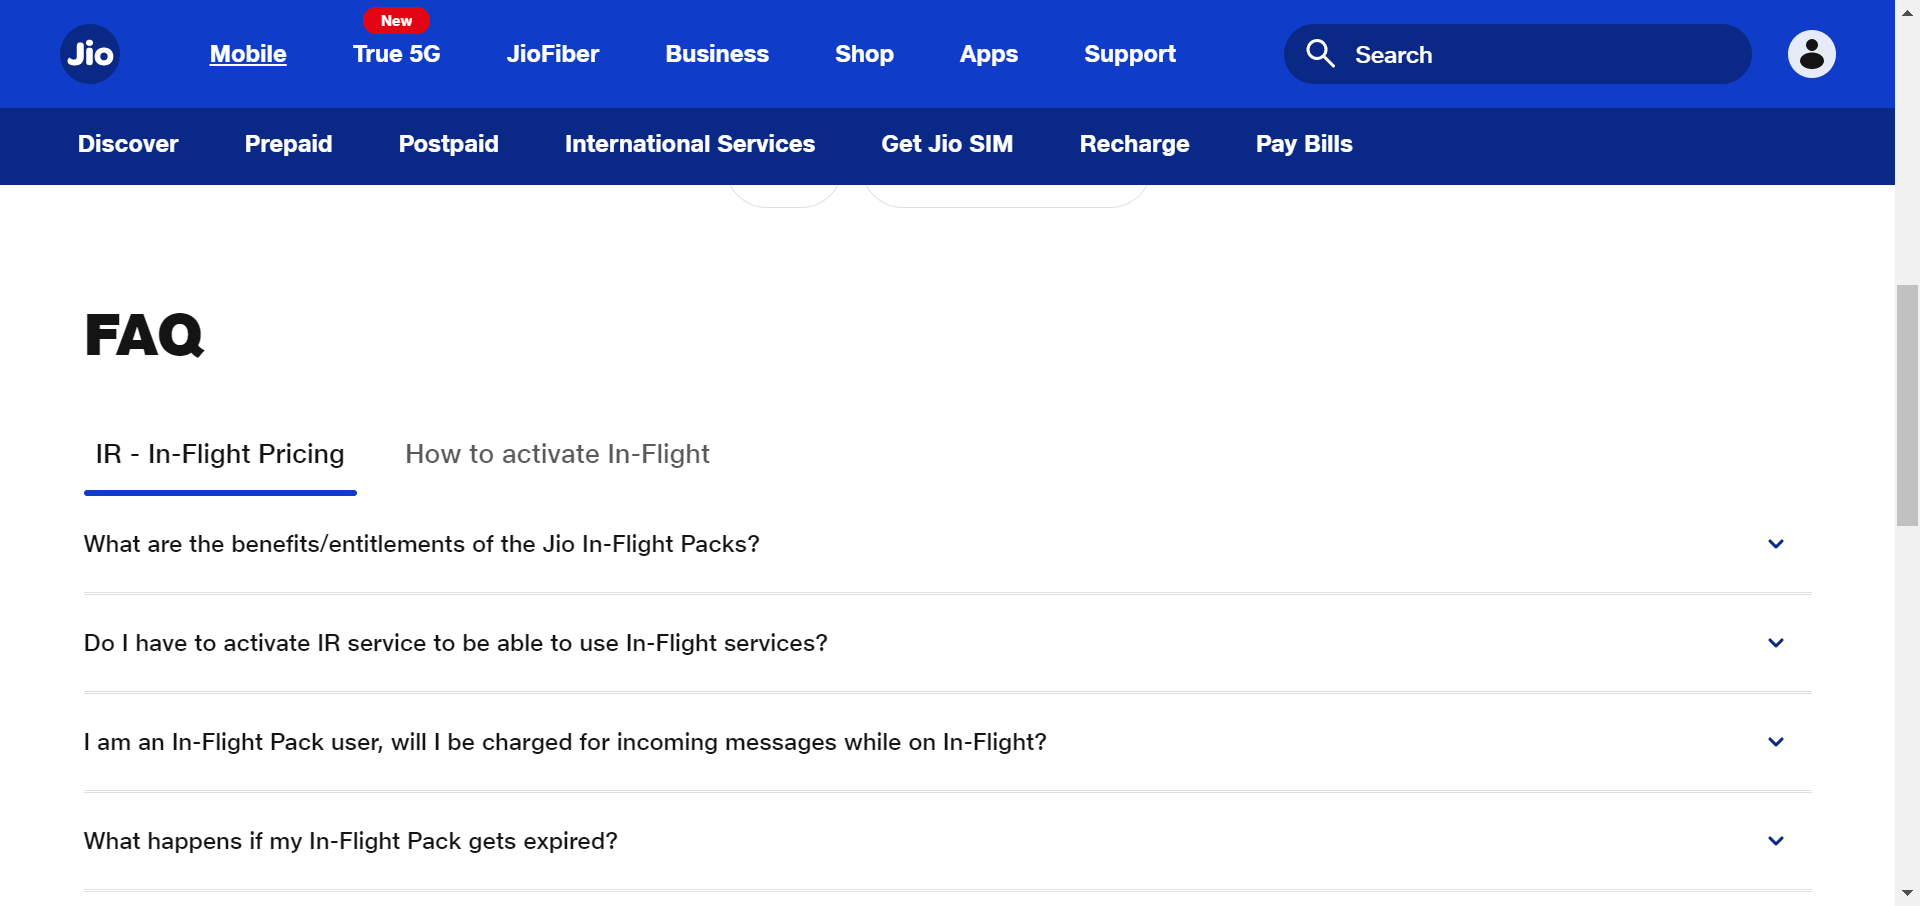 New
Jio Mobile True 5G JioFiber Business Shop Apps Support Search
Discover Prepaid Postpaid International Services Get Jio SIM Recharge Pay Bills
FAQ
IR - In-Flight Pricing How to activate In-Flight
What are the benefits/entitlements of the Jio In-Flight Packs?
Do I have to activate IR service to be able to use In-Flight services?
I am an In-Flight Pack user, will I be charged for incoming messages while on In-Flight?
What happens if my In-Flight Pack gets expired?